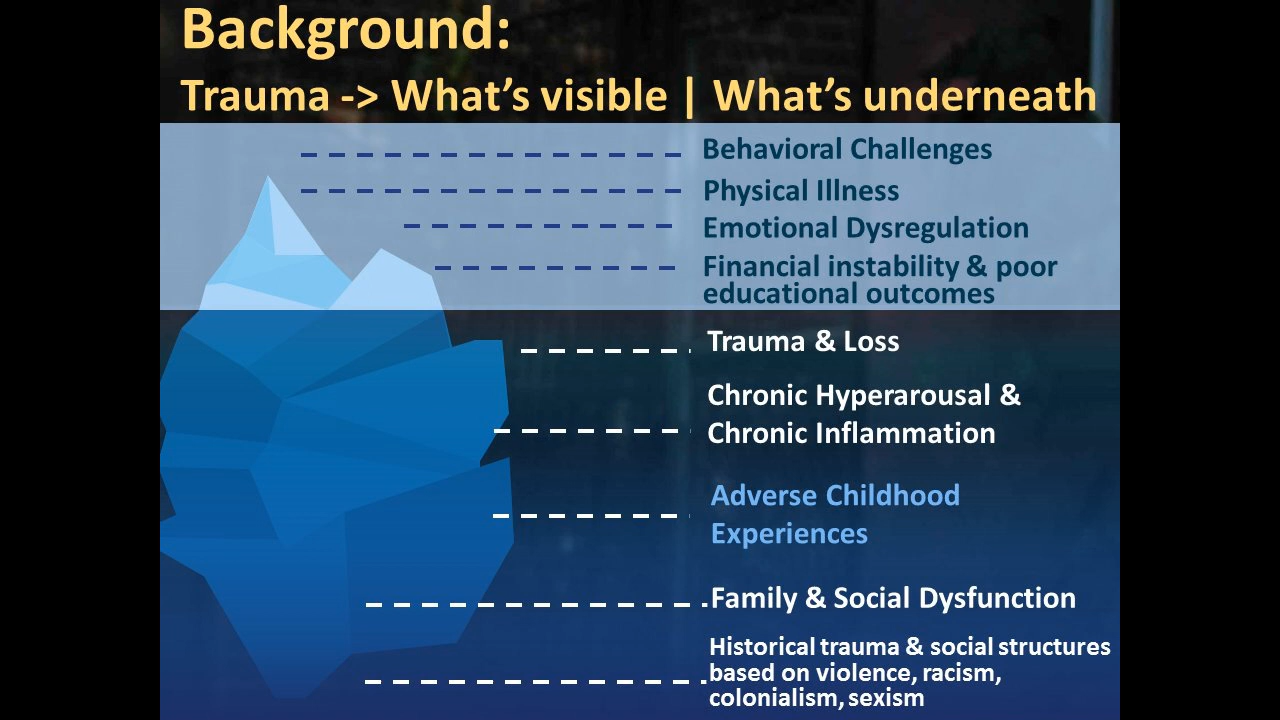 Background:
Trauma -> What’s visible | What’s underneath
Behavioral Challenges
Physical Illness
Emotional Dysregulation
Financial instability & poor
educational outcomes
Trauma & Loss
Chronic Hyperarousal &
Chronic Inflammation
Adverse Childhood
Experiences
Family & Social Dysfunction
Historical trauma & social structures
based on violence, racism,
colonialism, sexism